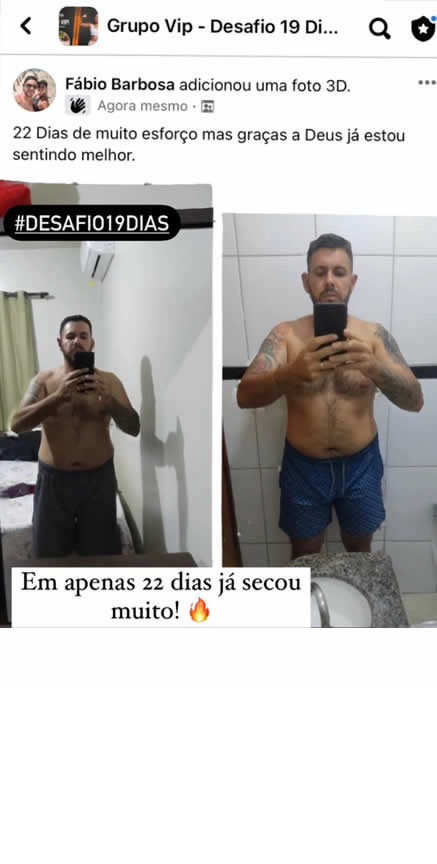 Grupo Vip - Desafio 19 Di...
Fábio Barbosa adicionou uma foto 3D.
Agora mesmo ·
22 Dias de muito esforço mas graças a Deus já estou
sentindo melhor.
#DESAFIO19DIAS
Em apenas 22 dias já secou
muito! 🔥